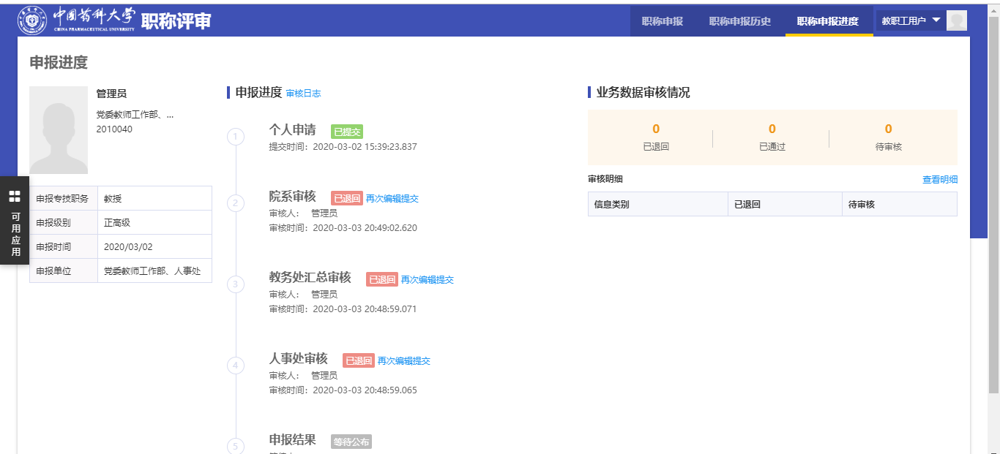 中国药科大学
CHINA PHARMACEUTICAL UNIVERSITY
职称评审
职称申报
职称申报历史
职称申报进度
教职工用户
申报进度
管理员
党委教师工作部、...
2010040
申报专技职务 教授
申报级别 正高级
申报时间 2020/03/02
申报单位 党委教师工作部、人事处
可用应用
申报进度 审核日志
1
个人申请 已提交
提交时间：2020-03-02 15:39:23.837
2
院系审核 已退回 再次编辑提交
审核人： 管理员
审核时间：2020-03-03 20:49:02.620
3
教务处汇总审核 已退回 再次编辑提交
审核人： 管理员
审核时间：2020-03-03 20:48:59.071
4
人事处审核 已退回 再次编辑提交
审核人： 管理员
审核时间：2020-03-03 20:48:59.065
5
申报结果 等待公布
业务数据审核情况
0 0 0
已退回 已通过 待审核
审核明细 查看明细
信息类别 已退回 待审核